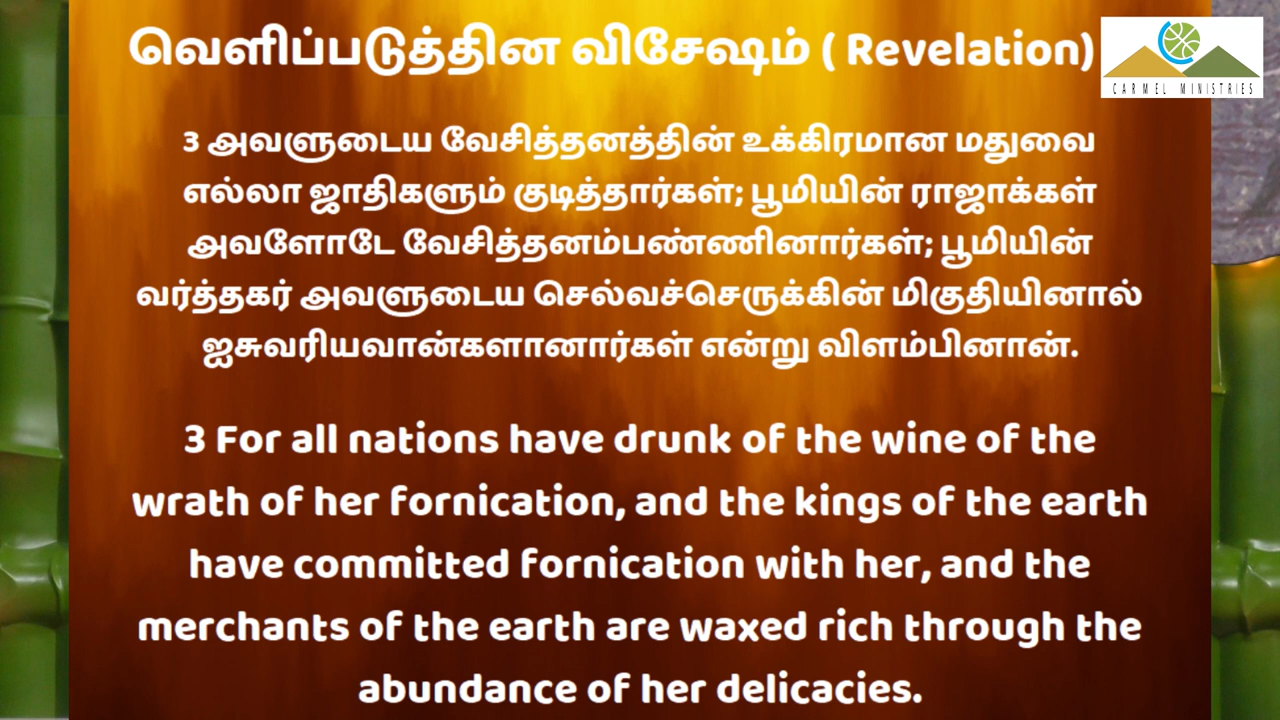 வெளிப்படுத்தின விசேஷம் ( Revelation)
CARMEL MINISTRIES
3 அவளுடைய வேசித்தனத்தின் உக்கிரமான மதுவை
எல்லா ஜாதிகளும் குடித்தார்கள்; பூமியின் ராஜாக்கள்
அவளோடே வேசித்தனம்பண்ணினார்கள்; பூமியின்
வர்த்தகர் அவளுடைய செல்வச்செருக்கின் மிகுதியினால்
ஐசுவரியவான்களானார்கள் என்று விளம்பினான்.
3 For all nations have drunk of the wine of the
wrath of her fornication, and the kings of the earth
have committed fornication with her, and the
merchants of the earth are waxed rich through the
abundance of her delicacies.